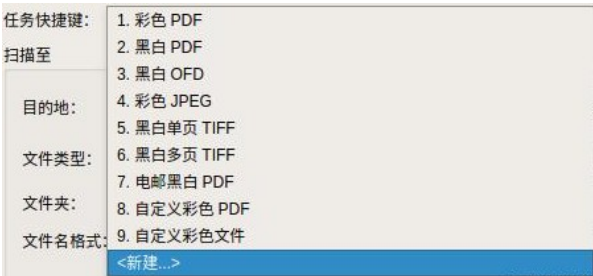 任务快捷键：
1. 彩色 PDF
2. 黑白 PDF
扫描至
3. 黑白 OFD
目的地：
4. 彩色 JPEG
5. 黑白单页 TIFF
文件类型：
6. 黑白多页 TIFF
7. 电邮黑白 PDF
文件夹：
8. 自定义彩色 PDF
文件名格式：
9. 自定义彩色文件
<新建...>